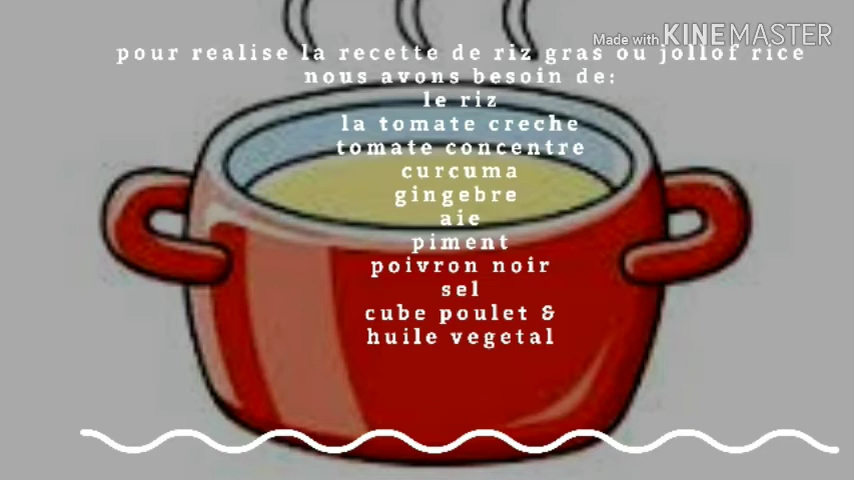 Made with KINEMASTER
pour realise la recette de riz gras ou jollof rice
nous avons besoin de:
le riz
la tomate creche
tomate concentre
curcuma
gingebre
aie
piment
poivron noir
sel
cube poulet &
huile vegetal